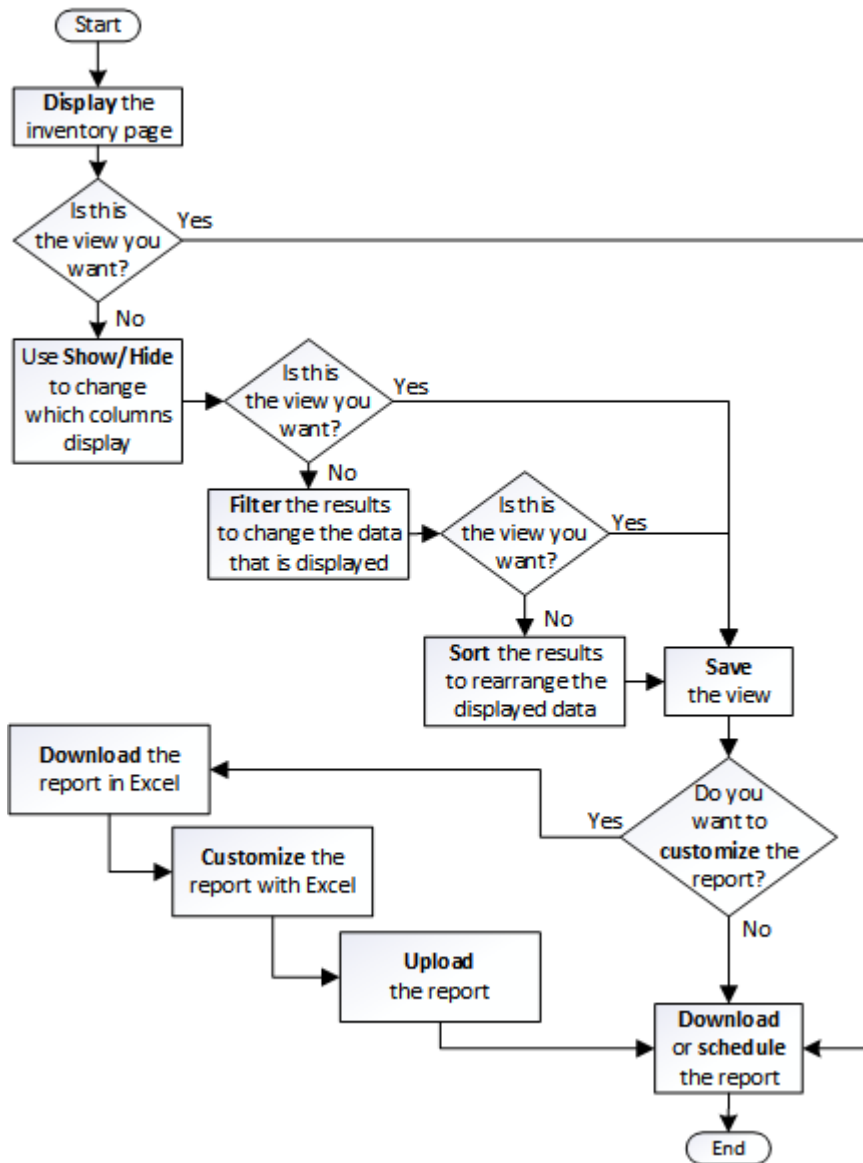 Start
Display the
inventory page
Is this
the view you
want?
Yes
No
Use Show/Hide
to change
which columns
display
Is this
the view you
want?
Yes
No
Filter the results
to change the data
that is displayed
Is this
the view you
want?
Yes
No
Sort the results
to rearrange the
displayed data
Save
the view
Do you
want to
customize the
report?
Yes
No
Download the
report in Excel
Customize the
report with Excel
Upload
the report
Download
or schedule
the report
End